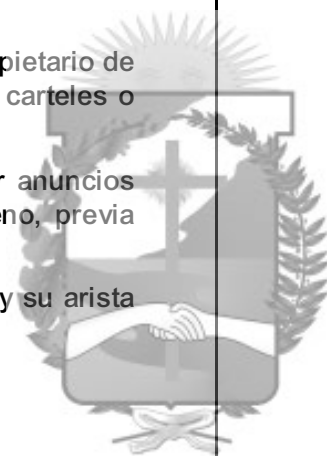 pietario de
carteles o
anuncios
eno, previa
y su arista